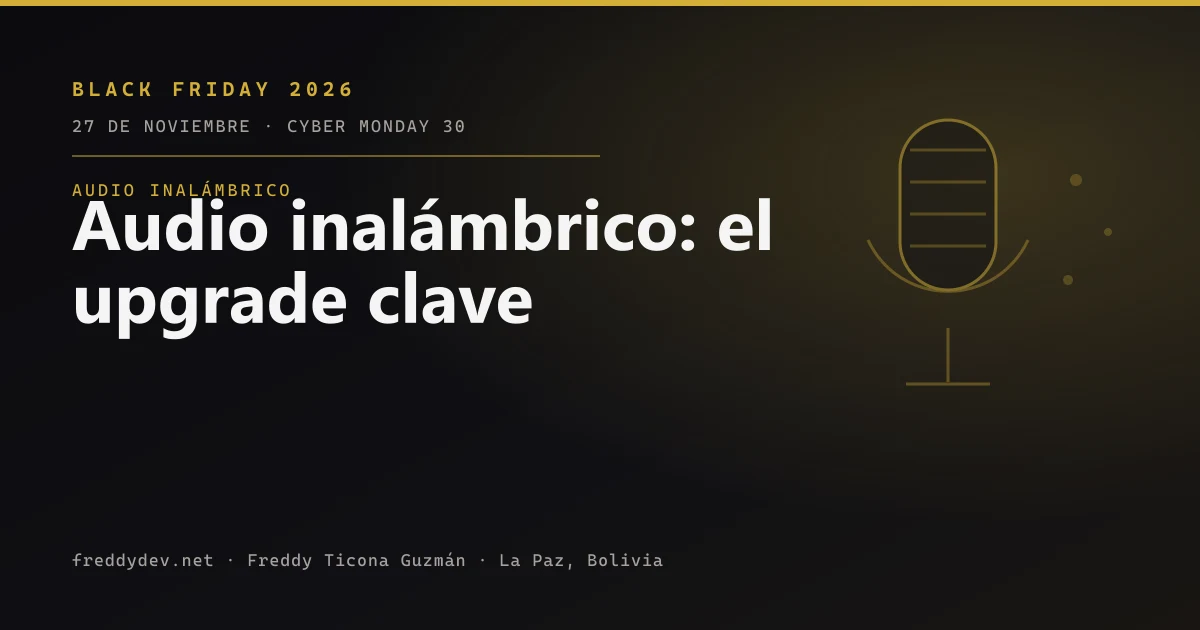 BLACK FRIDAY 2026
27 DE NOVIEMBRE · CYBER MONDAY 30
AUDIO INALÁMBRICO
Audio inalámbrico: el
upgrade clave
freddydev.net · Freddy Ticona Guzmán · La Paz, Bolivia